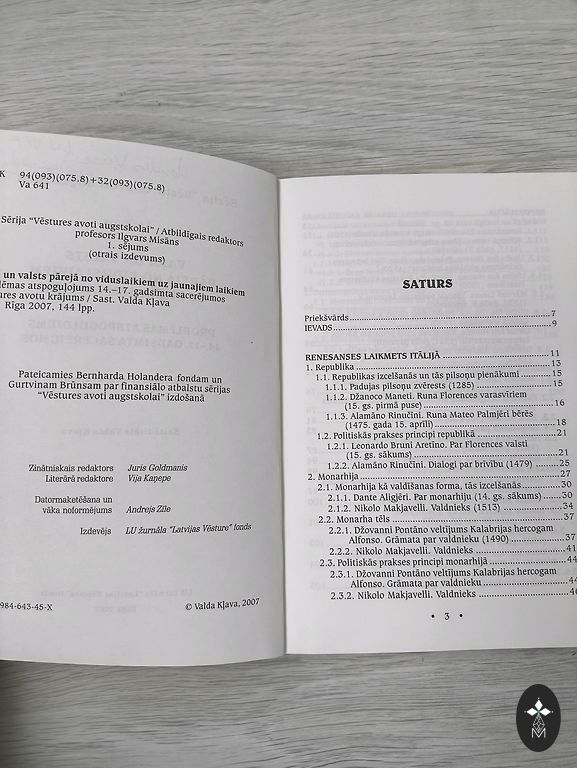 K 94(093)(075.8)+32(093)(075.8)
Va 641
Sērija "Vēstures avoti augstskolai" / Atbildīgais redaktors
profesors Ilgvars Misāns
1. sējums
(otrais izdevums)
un valsts pārejā no viduslaikiem uz jaunajiem laikiem
atspoguļojums 14.–17. gadsimta sacerējumos
avotu krājums / Sast. Valda Kļava
Rīga 2007, 144 lpp.
Pateicamies Bernharda Holandera fondam un
Gurtvinam Brūnsam par finansiālo atbalstu sērijas
"Vēstures avoti augstskolai" izdošanā
Zinātniskais redaktors Juris Goldmanis
Literārā redaktore Vija Kaņepe
Datormaketēšana un
vāka noformējums Andrejs Zīle
Izdevējs LU žurnāla "Latvijas Vēsture" fonds
984-643-45-X © Valda Kļava, 2007
SATURS
Priekšvārds 7
IEVADS 9
RENESANSES LAIKMETS ITĀLIJĀ 11
1. Republika 13
1.1. Republikas izcelšanās un tās pilsoņu pienākumi 15
1.1.1. Padujas pilsoņu zvērests (1285) 15
1.1.2. Džanoco Maneti. Runa Florences varasvīriem
(15. gs. pirmā puse) 16
1.1.3. Alamāno Rinučīni. Runa Mateo Palmjēri bērēs
(1475. gada 15. aprīlī) 18
1.2. Politiskās prakses principi republikā 21
1.2.1. Leonardo Bruni Aretīno. Par Florences valsti
(15. gs. sākums) 21
1.2.2. Alamāno Rinučīni. Dialogi par brīvību (1479) 25
2. Monarhija 27
2.1. Monarhija kā valdīšanas forma, tās izcelšanās 30
2.1.1. Dante Aligjēri. Par monarhiju (14. gs. sākums) 30
2.1.2. Nikolo Makjavelli. Valdnieks (1513) 34
2.2. Monarha tēls 37
2.2.1. Džovanni Pontāno veltījums Kalabrijas hercogam
Alfonso. Grāmata par valdnieku (1490) 37
2.2.2. Nikolo Makjavelli. Valdnieks 41
2.3. Politiskās prakses principi monarhijā 44
2.3.1. Džovanni Pontāno veltījums Kalabrijas hercogam
Alfonso. Grāmata par valdnieku 44
2.3.2. Nikolo Makjavelli. Valdnieks 46
• 3 •
M